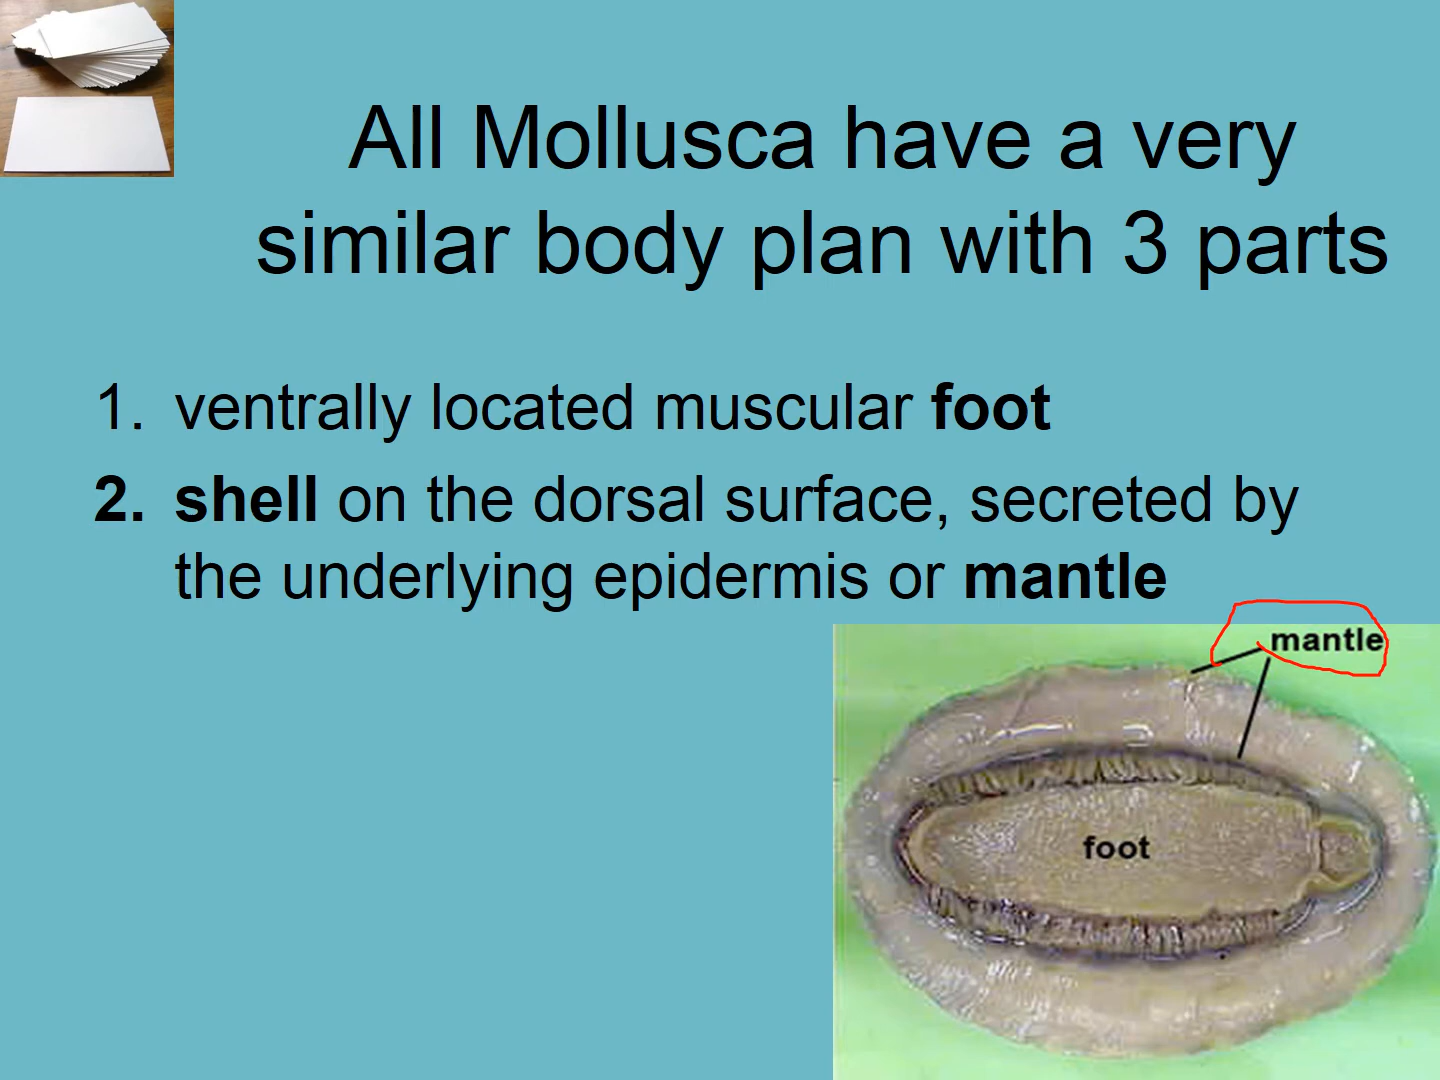 All Mollusca have a very
similar body plan with 3 parts
1. ventrally located muscular foot
2. shell on the dorsal surface, secreted by
the underlying epidermis or mantle
mantle
foot